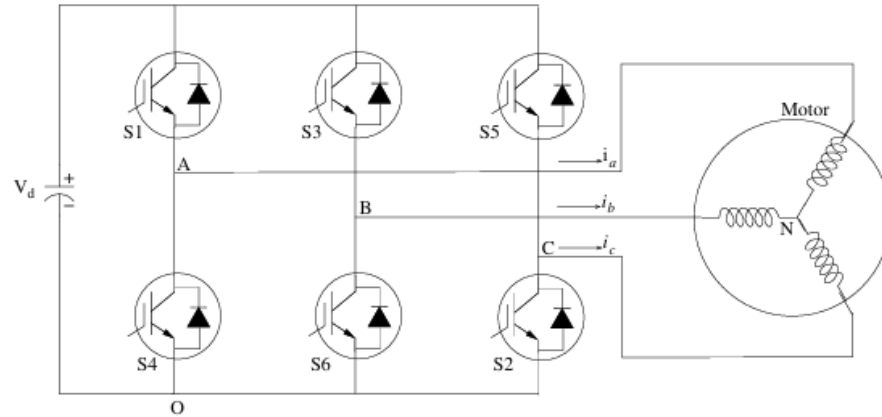 Motor
S1
S3
S5
A
i_a
V_d
+
−
B
i_b
N
C
i_c
S4
S6
S2
O